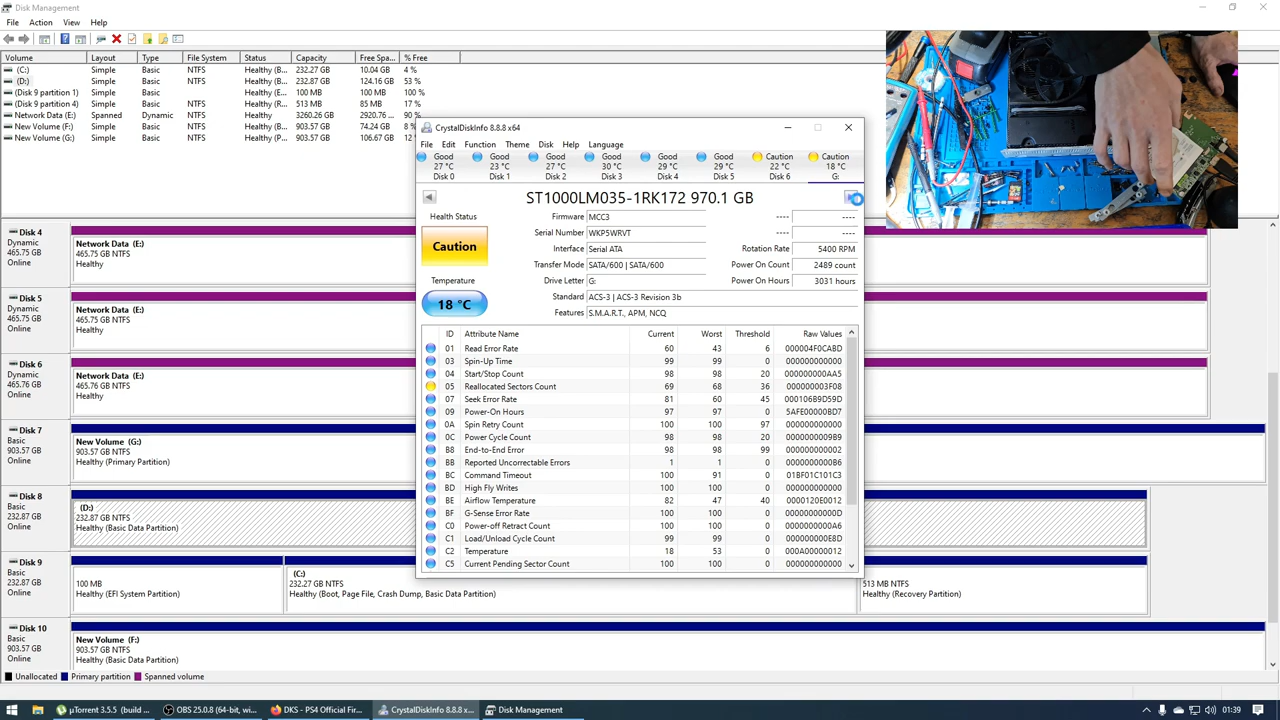 Disk Management
File Action View Help
Volume Layout Type File System Status Capacity Free Spa... % Free
(C:) Simple Basic NTFS Healthy (B... 232.27 GB 10.04 GB 4 %
(D:) Simple Basic NTFS Healthy (B... 232.87 GB 124.16 GB 53 %
(Disk 9 partition 1) Simple Basic Healthy (E... 100 MB 100 MB 100 %
(Disk 9 partition 4) Simple Basic NTFS Healthy (R... 513 MB 85 MB 17 %
Network Data (E:) Spanned Dynamic NTFS Healthy 3260.26 GB 2920.76 ... 90 %
New Volume (F:) Simple Basic NTFS Healthy (B... 903.57 GB 74.24 GB 8 %
New Volume (G:) Simple Basic NTFS Healthy (P... 903.57 GB 106.67 GB 12 %
CrystalDiskInfo 8.8.8 x64
File Edit Function Theme Disk Help Language
Good Good Good Good Good Good Caution Caution
27 °C 23 °C 27 °C 30 °C 29 °C 29 °C 22 °C 18 °C
Disk 0 Disk 1 Disk 2 Disk 3 Disk 4 Disk 5 Disk 6 G:
ST1000LM035-1RK172 970.1 GB
Health Status
Caution
Temperature
18 °C
Firmware MCC3 ---- ----
Serial Number WKP5WRVT ---- ----
Interface Serial ATA Rotation Rate 5400 RPM
Transfer Mode SATA/600 | SATA/600 Power On Count 2489 count
Drive Letter G: Power On Hours 3031 hours
Standard ACS-3 | ACS-3 Revision 3b
Features S.M.A.R.T., APM, NCQ
ID Attribute Name Current Worst Threshold Raw Values
01 Read Error Rate 60 43 6 000004F0CABD
03 Spin-Up Time 99 99 0 000000000000
04 Start/Stop Count 98 98 20 000000000AA5
05 Reallocated Sectors Count 69 68 36 000000003F08
07 Seek Error Rate 81 60 45 000106B9D59D
09 Power-On Hours 97 97 0 5AFE00000BD7
0A Spin Retry Count 100 100 97 000000000000
0C Power Cycle Count 98 98 20 0000000009B9
B8 End-to-End Error 98 98 99 000000000002
BB Reported Uncorrectable Errors 1 1 0 0000000000B6
BC Command Timeout 100 91 0 01BF01C101C3
BD High Fly Writes 100 100 0 000000000000
BE Airflow Temperature 82 47 40 0000120E0012
BF G-Sense Error Rate 100 100 0 00000000000D
C0 Power-off Retract Count 100 100 0 0000000000A6
C1 Load/Unload Cycle Count 99 99 0 000000000E8D
C2 Temperature 18 53 0 000A00000012
C5 Current Pending Sector Count 100 100 0 000000000000
Disk 4
Dynamic
465.75 GB
Online
Network Data (E:)
465.75 GB NTFS
Healthy
Disk 5
Dynamic
465.75 GB
Online
Network Data (E:)
465.75 GB NTFS
Healthy
Disk 6
Dynamic
465.76 GB
Online
Network Data (E:)
465.76 GB NTFS
Healthy
Disk 7
Basic
903.57 GB
Online
New Volume (G:)
903.57 GB NTFS
Healthy (Primary Partition)
Disk 8
Basic
232.87 GB
Online
(D:)
232.87 GB NTFS
Healthy (Basic Data Partition)
Disk 9
Basic
232.87 GB
Online
100 MB
Healthy (EFI System Partition)
(C:)
232.27 GB NTFS
Healthy (Boot, Page File, Crash Dump, Basic Data Partition)
513 MB NTFS
Healthy (Recovery Partition)
Disk 10
Basic
903.57 GB
Online
New Volume (F:)
903.57 GB NTFS
Healthy (Basic Data Partition)
Unallocated Primary partition Spanned volume
µTorrent 3.5.5 (build ... OBS 25.0.8 (64-bit, wi... DKS - PS4 Official Fir... CrystalDiskInfo 8.8.8 x... Disk Management 01:39